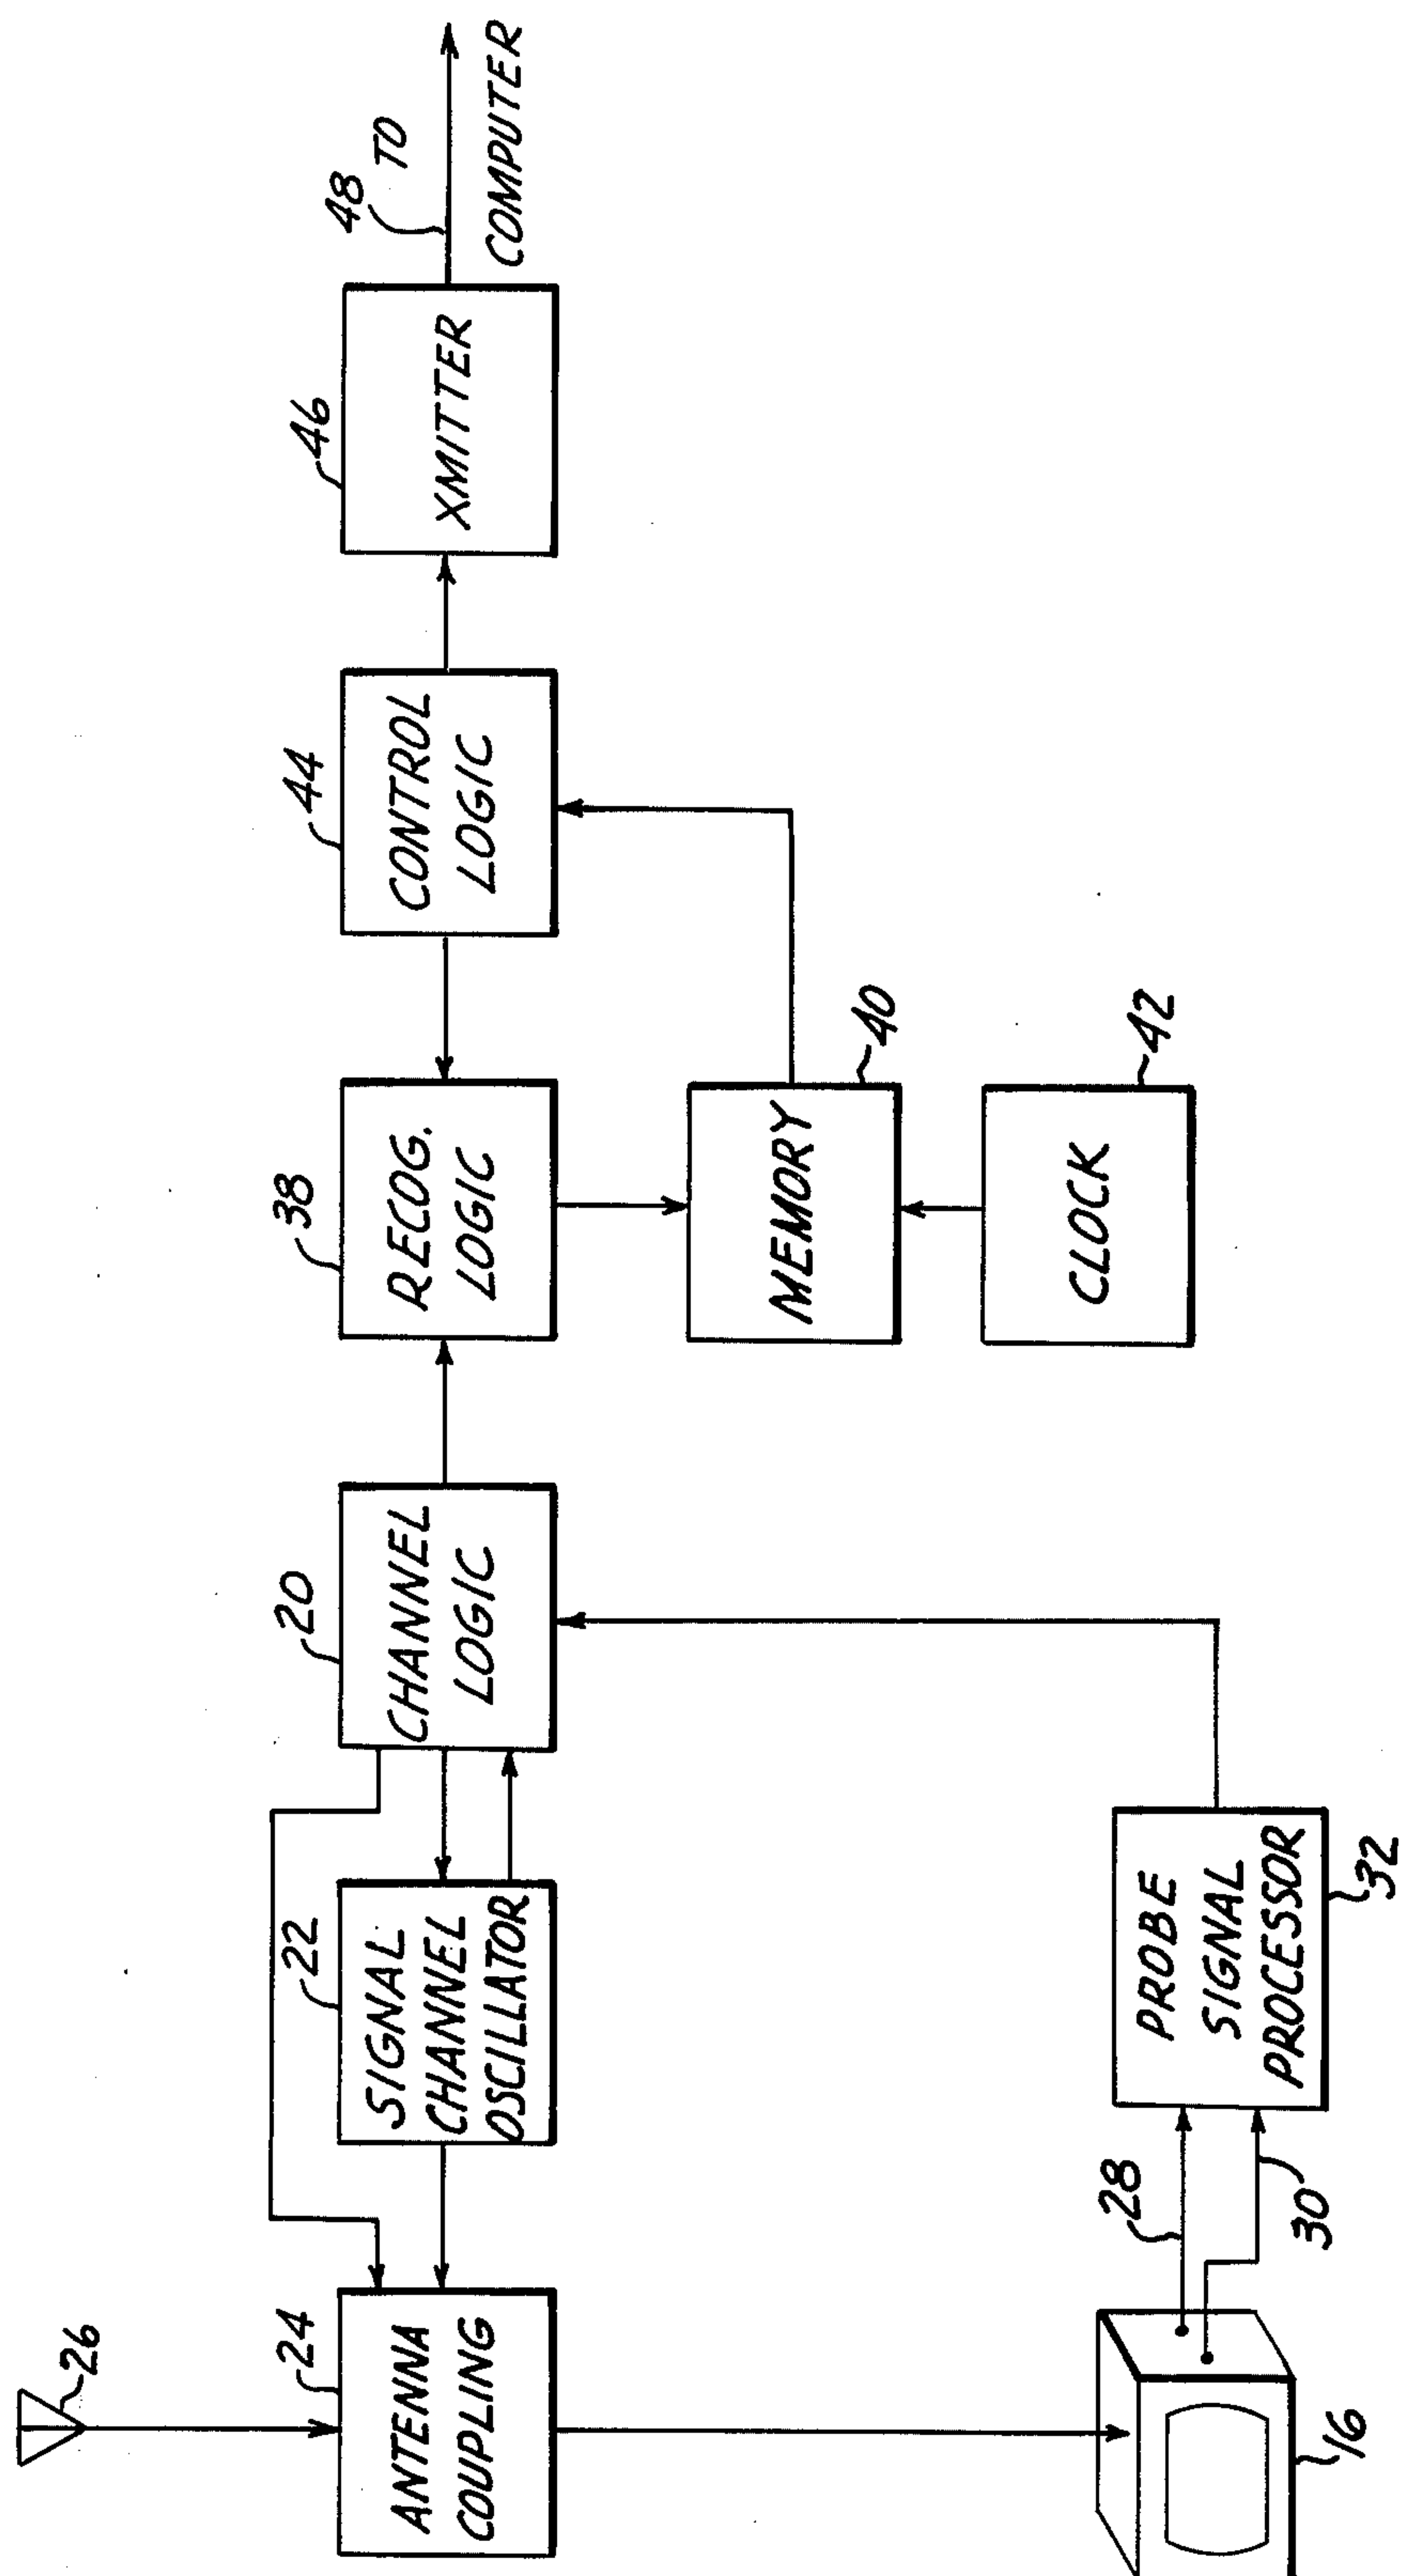 26
24
ANTENNA
COUPLING
22
SIGNAL
CHANNEL
OSCILLATOR
20
CHANNEL
LOGIC
38
RECOG.
LOGIC
44
CONTROL
LOGIC
46
XMITTER
48 TO
COMPUTER
MEMORY
40
CLOCK
42
16
28
30
PROBE
SIGNAL
PROCESSOR
32